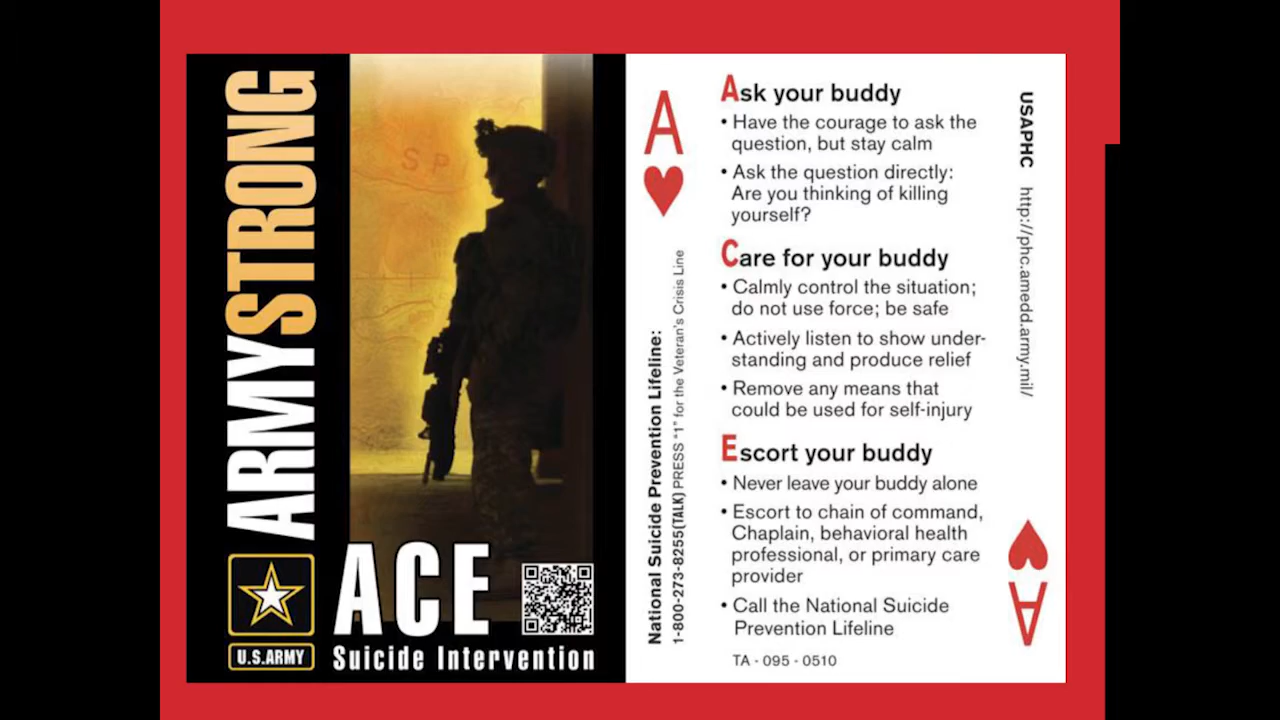 ARMYSTRONG
SP
ACE
U.S.ARMY
Suicide Intervention
A
National Suicide Prevention Lifeline:
1-800-273-8255(TALK) PRESS “1” for the Veteran's Crisis Line
Ask your buddy
• Have the courage to ask the
question, but stay calm
• Ask the question directly:
Are you thinking of killing
yourself?
Care for your buddy
• Calmly control the situation;
do not use force; be safe
• Actively listen to show under-
standing and produce relief
• Remove any means that
could be used for self-injury
Escort your buddy
• Never leave your buddy alone
• Escort to chain of command,
Chaplain, behavioral health
professional, or primary care
provider
• Call the National Suicide
Prevention Lifeline
TA - 095 - 0510
USAPHC http://phc.amedd.army.mil/
A